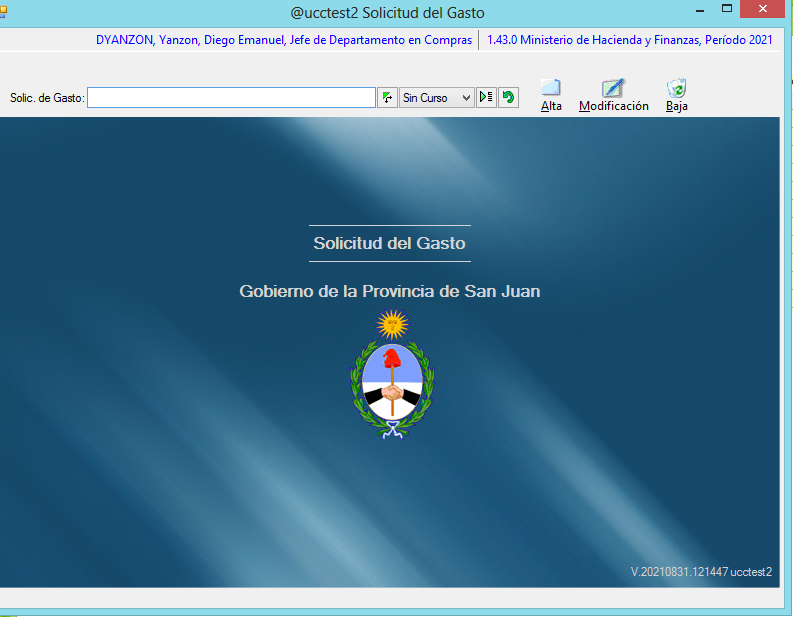 @ucctest2 Solicitud del Gasto
DYANZON, Yanzon, Diego Emanuel, Jefe de Departamento en Compras 1.43.0 Ministerio de Hacienda y Finanzas, Período 2021
Solic. de Gasto: Sin Curso Alta Modificación Baja
Solicitud del Gasto
Gobierno de la Provincia de San Juan
V.20210831.121447 ucctest2